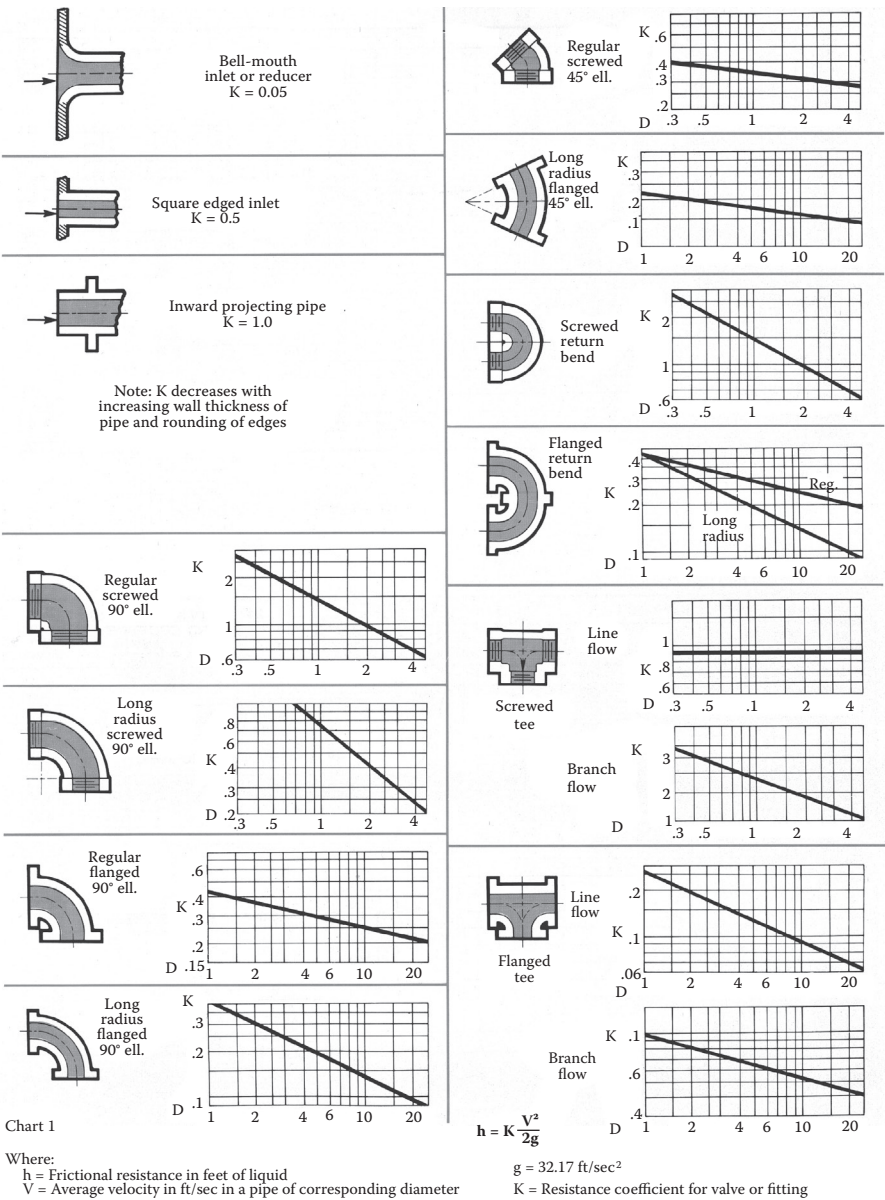 Bell-mouth
inlet or reducer
K = 0.05
Square edged inlet
K = 0.5
Inward projecting pipe
K = 1.0
Note: K decreases with
increasing wall thickness of
pipe and rounding of edges
Regular
screwed
90° ell.
K
2
1
D .6
.3 .5 1 2 4
Long
radius
screwed
90° ell.
.8
.6
K
.4
.3
D .2
.3 .5 1 2 4
Regular
flanged
90° ell.
.6
K .4
.3
.2
D .15
1 2 4 6 10 20
Long
radius
flanged
90° ell.
K
.3
.2
D .1
1 2 4 6 10 20
Chart 1
Regular
screwed
45° ell.
K .6
.4
.3
.2
D .3 .5 1 2 4
Long
radius
flanged
45° ell.
K
.3
.2
.1
D
1 2 4 6 10 20
Screwed
return
bend
K
2
1
.6
D .3 .5 1 2 4
Flanged
return
bend
.4
.3
K
.2
.1
Reg.
Long
radius
D 1 2 4 6 10 20
Screwed
tee
Line
flow
1
K .8
.6
D .3 .5 .1 2 4
Branch
flow
K
3
2
1
D .3 .5 1 2 4
Flanged
tee
Line
flow
.2
K
.1
.06
D
1 2 4 6 10 20
Branch
flow
K .1
.6
.4
D 1 2 4 6 10 20
h = K V²
2g
Where:
h = Frictional resistance in feet of liquid
V = Average velocity in ft/sec in a pipe of corresponding diameter
g = 32.17 ft/sec²
K = Resistance coefficient for valve or fitting